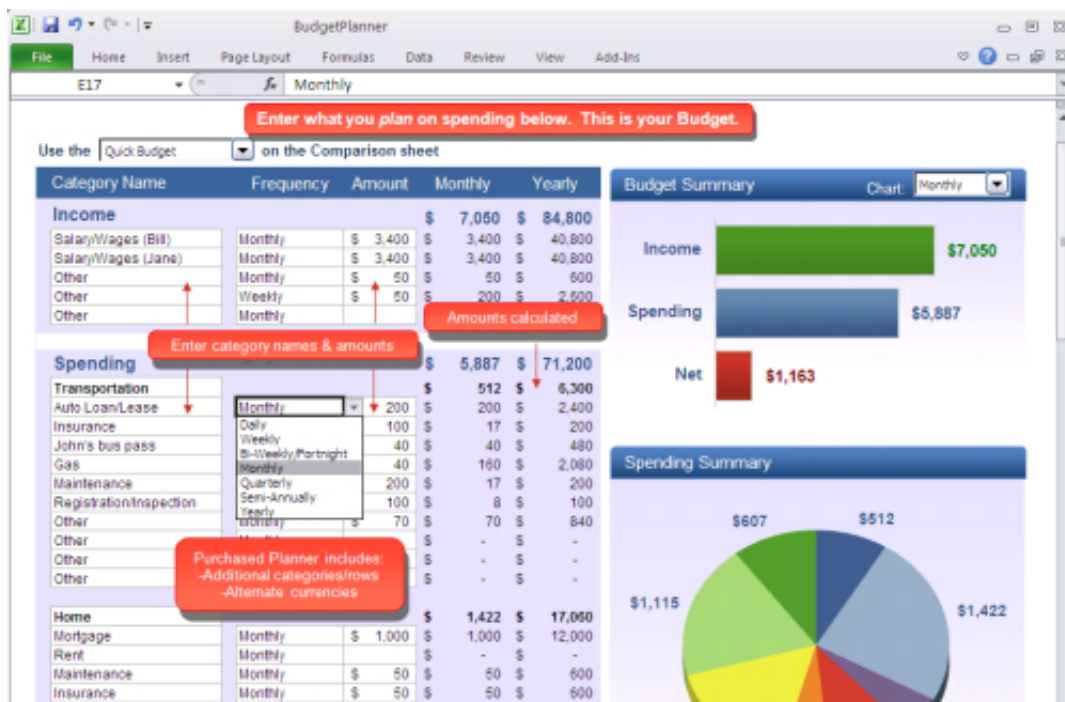 BudgetPlanner
File Home Insert Page Layout Formulas Data Review View Add-Ins
E17 fx Monthly
Enter what you plan on spending below. This is your Budget.
Use the Quick Budget on the Comparison sheet
Category Name Frequency Amount Monthly Yearly
Income $ 7,050 $ 84,800
Salary/Wages (Bill) Monthly $ 3,400 $ 3,400 $ 40,800
Salary/Wages (Jane) Monthly $ 3,400 $ 3,400 $ 40,800
Other Monthly $ 50 $ 50 $ 600
Other Weekly $ 50 $ 200 $ 2,600
Other Monthly
Enter category names & amounts
Amounts calculated
Spending $ 5,887 $ 71,200
Transportation $ 512 $ 6,300
Auto Loan/Lease Monthly 200 $ 200 $ 2,400
Insurance 100 $ 17 $ 200
John's bus pass 40 $ 40 $ 480
Gas 40 $ 160 $ 2,080
Maintenance 200 $ 17 $ 200
Registration/Inspection 100 $ 8 $ 100
Other Monthly $ 70 $ 70 $ 840
Other $ - $ -
Other $ - $ -
Other $ - $ -
Daily
Weekly
Bi-Weekly/Fortnight
Monthly
Quarterly
Semi-Annually
Yearly
Purchased Planner includes:
-Additional categories/rows
-Alternate currencies
Home $ 1,422 $ 17,060
Mortgage Monthly $ 1,000 $ 1,000 $ 12,000
Rent Monthly $ - $ -
Maintenance Monthly $ 50 $ 50 $ 600
Insurance Monthly $ 50 $ 50 $ 600
Budget Summary Chart: Monthly
Income $7,050
Spending $5,887
Net $1,163
Spending Summary
$607 $512
$1,115 $1,422